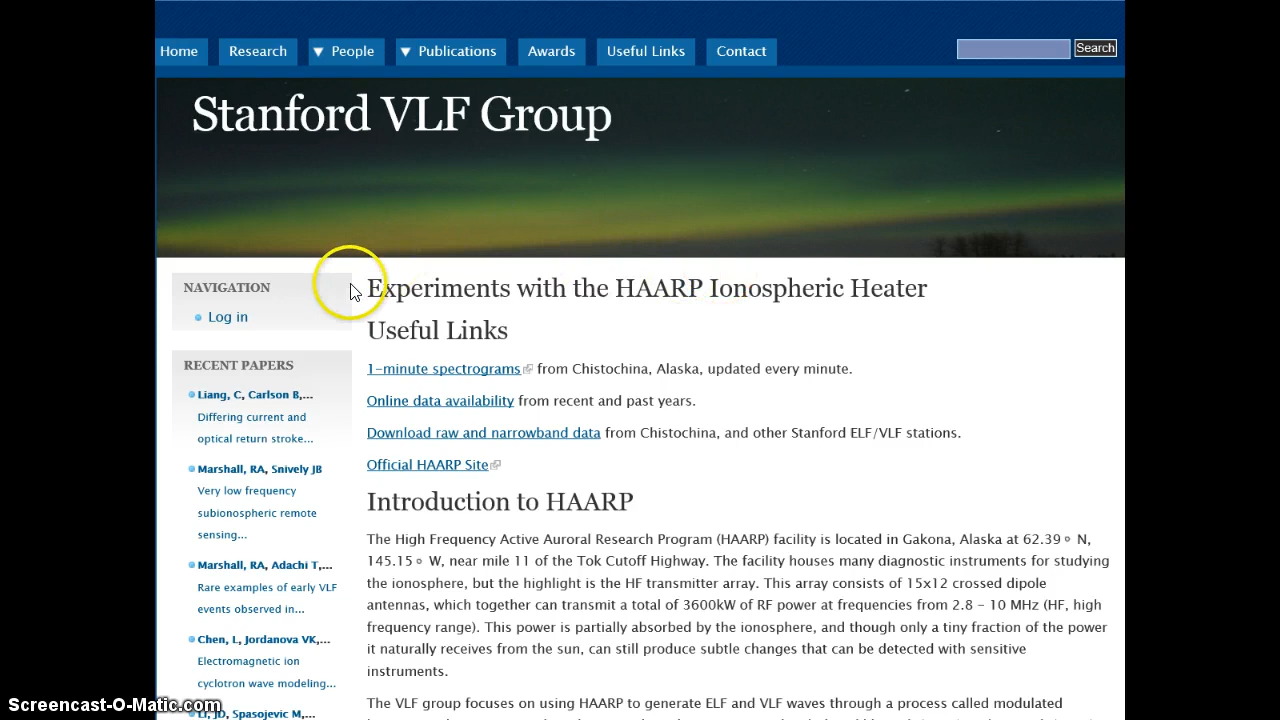 Home Research People Publications Awards Useful Links Contact Search
Stanford VLF Group
NAVIGATION
Log in
RECENT PAPERS
Liang, C, Carlson B,...
Differing current and
optical return stroke...
Marshall, RA, Snively JB
Very low frequency
subionospheric remote
sensing...
Marshall, RA, Adachi T,...
Rare examples of early VLF
events observed in...
Chen, L, Jordanova VK,...
Electromagnetic ion
cyclotron wave modeling...
Li, JD, Spasojevic M,...
Experiments with the HAARP Ionospheric Heater
Useful Links
1-minute spectrograms from Chistochina, Alaska, updated every minute.
Online data availability from recent and past years.
Download raw and narrowband data from Chistochina, and other Stanford ELF/VLF stations.
Official HAARP Site
Introduction to HAARP
The High Frequency Active Auroral Research Program (HAARP) facility is located in Gakona, Alaska at 62.39° N,
145.15° W, near mile 11 of the Tok Cutoff Highway. The facility houses many diagnostic instruments for studying
the ionosphere, but the highlight is the HF transmitter array. This array consists of 15x12 crossed dipole
antennas, which together can transmit a total of 3600kW of RF power at frequencies from 2.8 - 10 MHz (HF, high
frequency range). This power is partially absorbed by the ionosphere, and though only a tiny fraction of the power
it naturally receives from the sun, can still produce subtle changes that can be detected with sensitive
instruments.
The VLF group focuses on using HAARP to generate ELF and VLF waves through a process called modulated
Screencast-O-Matic.com